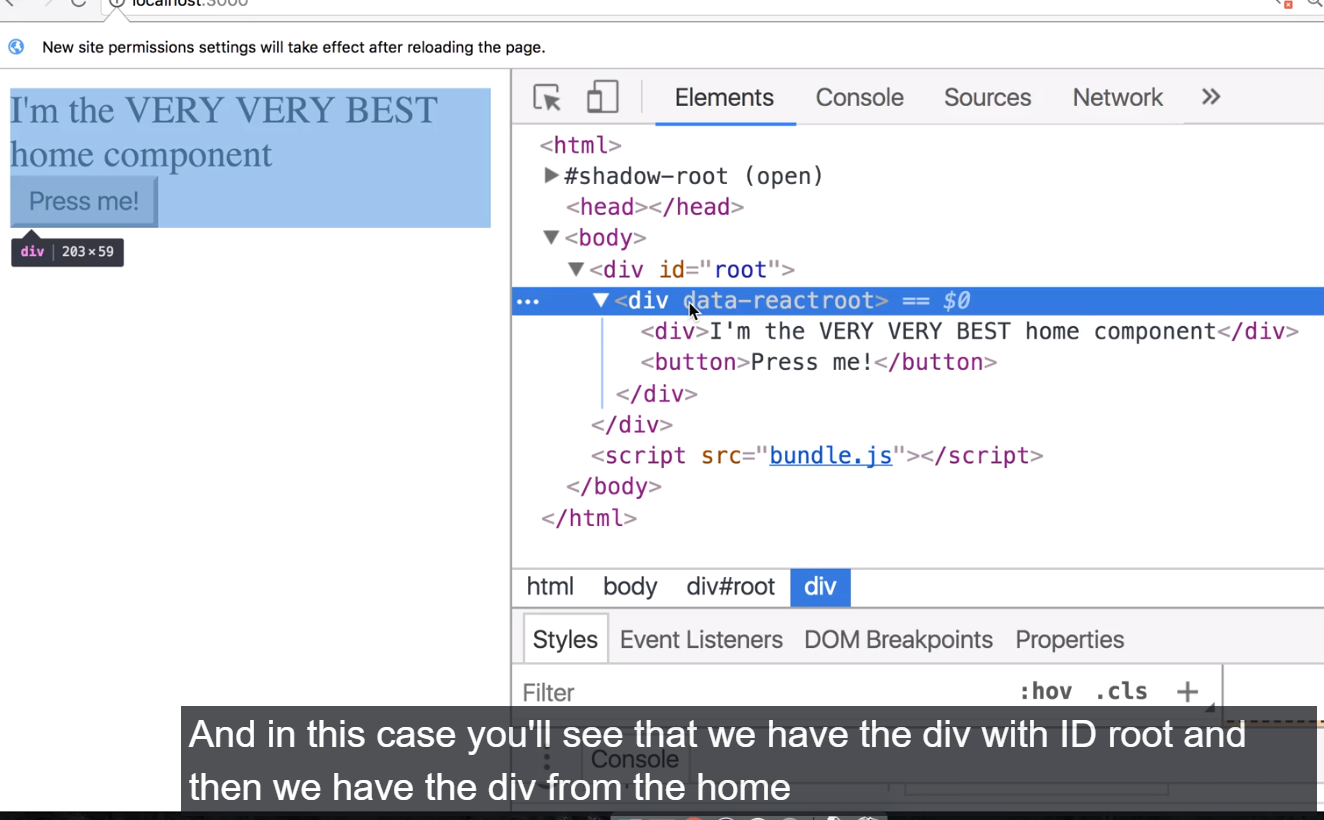 localhost:3000
New site permissions settings will take effect after reloading the page.
I'm the VERY VERY BEST
home component
Press me!
div | 203×59
Elements Console Sources Network »
<html>
▶#shadow-root (open)
<head></head>
▼<body>
▼<div id="root">
••• ▼<div data-reactroot> == $0
<div>I'm the VERY VERY BEST home component</div>
<button>Press me!</button>
</div>
</div>
<script src="bundle.js"></script>
</body>
</html>
html body div#root div
Styles Event Listeners DOM Breakpoints Properties
Filter :hov .cls +
And in this case you'll see that we have the div with ID root and
Console
then we have the div from the home